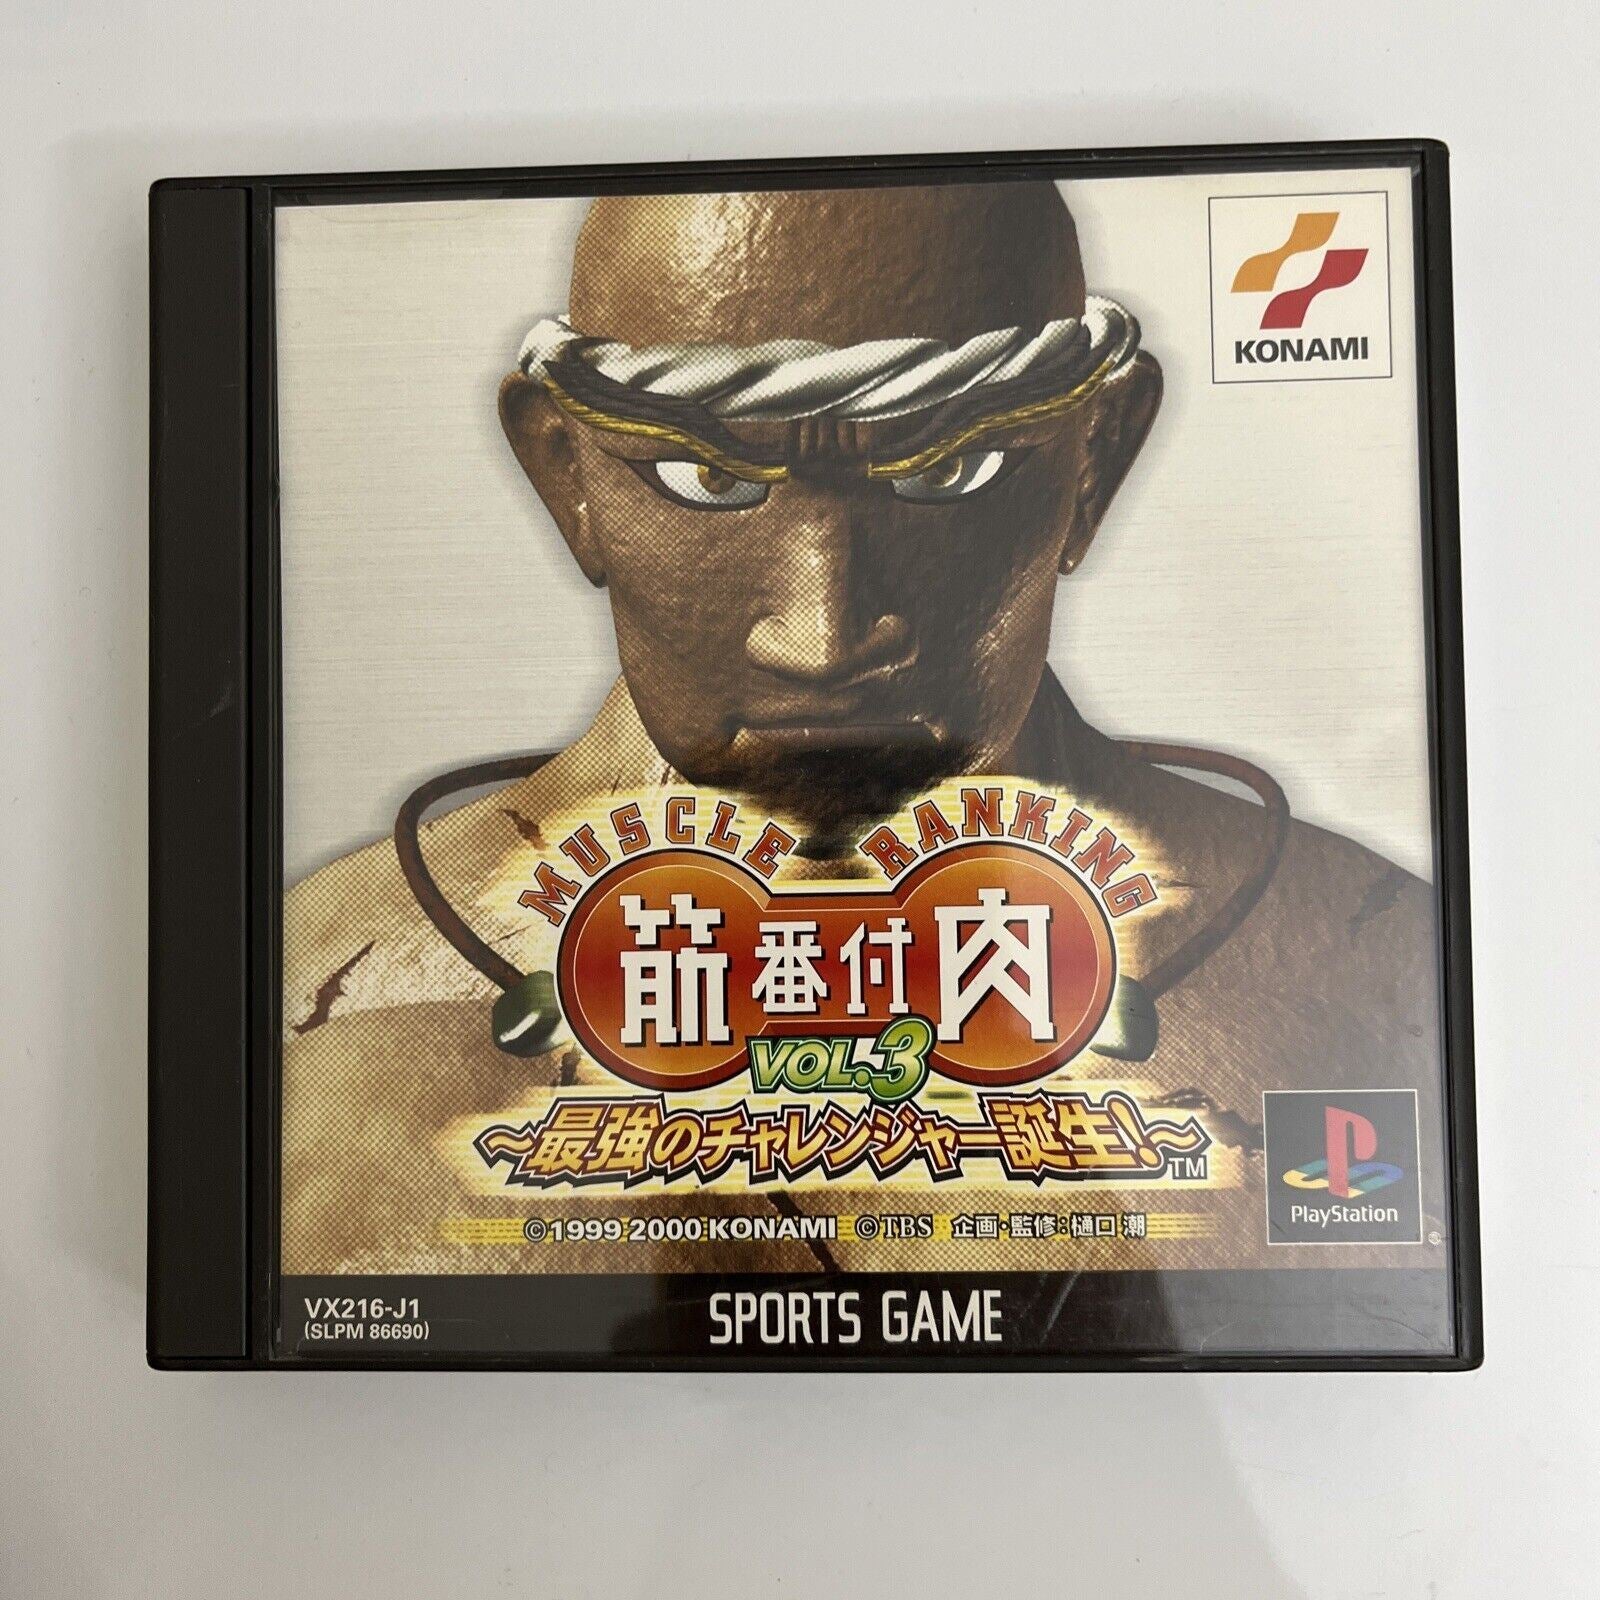 KONAMI
MUSCLE RANKING
筋肉番付
VOL.3
～最強のチャレンジャー誕生!～TM
©1999 2000 KONAMI ©TBS 企画・監修:樋口 潮
PlayStation
VX216-J1
(SLPM 86690)
SPORTS GAME